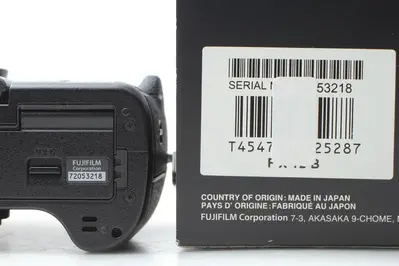 FUJIFILM
Corporation
72053218
SERIAL 53218
T4547 25287
COUNTRY OF ORIGIN: MADE IN JAPAN
PAYS D' ORIGINE: FABRIQUÉ AU JAPON
FUJIFILM Corporation 7-3, AKASAKA 9-CHOME,